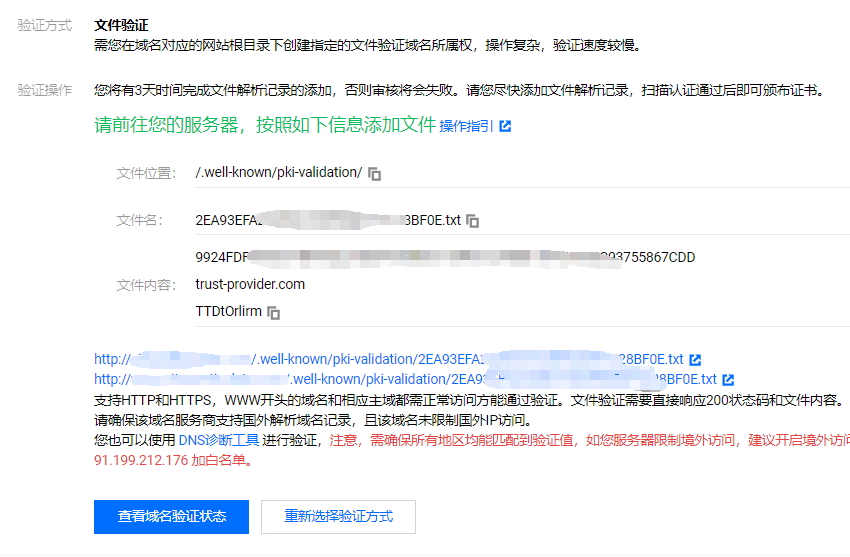 验证方式 文件验证
需您在域名对应的网站根目录下创建指定的文件验证域名所属权，操作复杂，验证速度较慢。
验证操作 您将有3天时间完成文件解析记录的添加，否则审核将会失败。请您尽快添加文件解析记录，扫描认证通过后即可颁布证书。
请前往您的服务器，按照如下信息添加文件 操作指引
文件位置： /.well-known/pki-validation/
文件名： 2EA93EFA 3BF0E.txt
9924FDF 93755867CDD
文件内容： trust-provider.com
TTDtOrlirm
http:// /.well-known/pki-validation/2EA93EFA 28BF0E.txt
http:// /.well-known/pki-validation/2EA93 28BF0E.txt
支持HTTP和HTTPS，WWW开头的域名和相应主域都需正常访问方能通过验证。文件验证需要直接响应200状态码和文件内容。
请确保该域名服务商支持国外解析域名记录，且该域名未限制国外IP访问。
您也可以使用 DNS诊断工具 进行验证，注意，需确保所有地区均能匹配到验证值，如您服务器限制境外访问，建议开启境外访
91.199.212.176 加白名单。
查看域名验证状态 重新选择验证方式